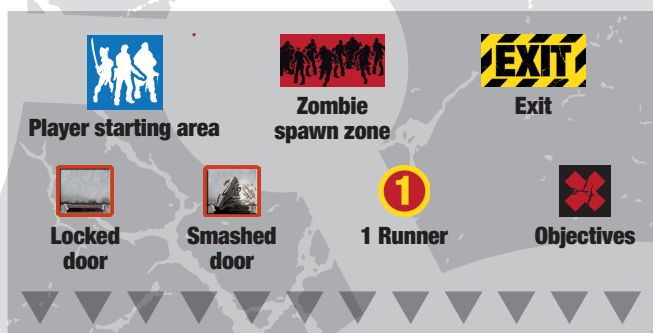 EXIT
Player starting area
Zombie
spawn zone
Exit
1
Locked
door
Smashed
door
1 Runner
Objectives